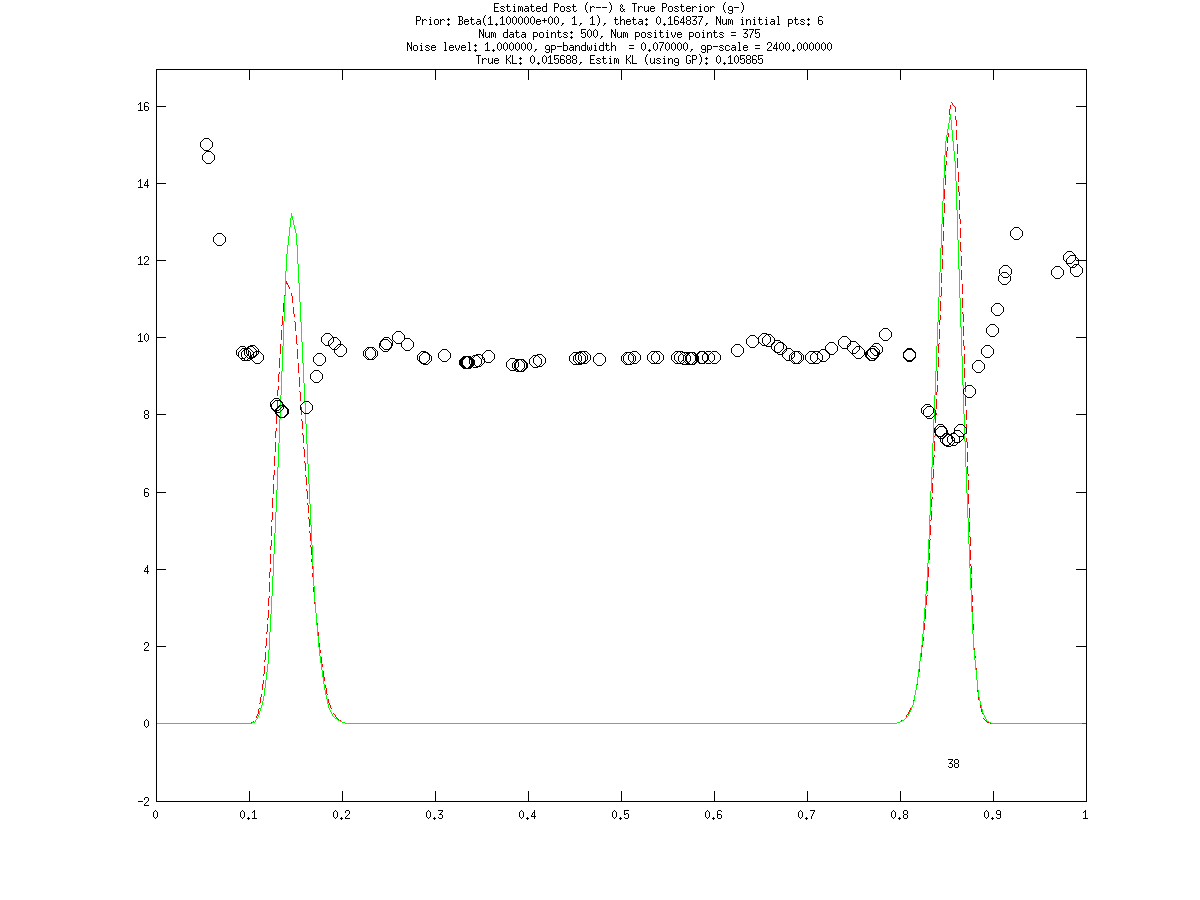 Estimated Post (r--) & True Posterior (g-)
Prior: Beta(1.100000e+00, 1, 1), theta: 0.164837, Num initial pts: 6
Num data points: 500, Num positive points = 375
Noise level: 1.000000, gp-bandwidth  = 0.070000, gp-scale = 2400.000000
True KL: 0.015688, Estim KL (using GP): 0.105865
16
14
12
10
8
6
4
2
0
38
-2
0 0.1 0.2 0.3 0.4 0.5 0.6 0.7 0.8 0.9 1